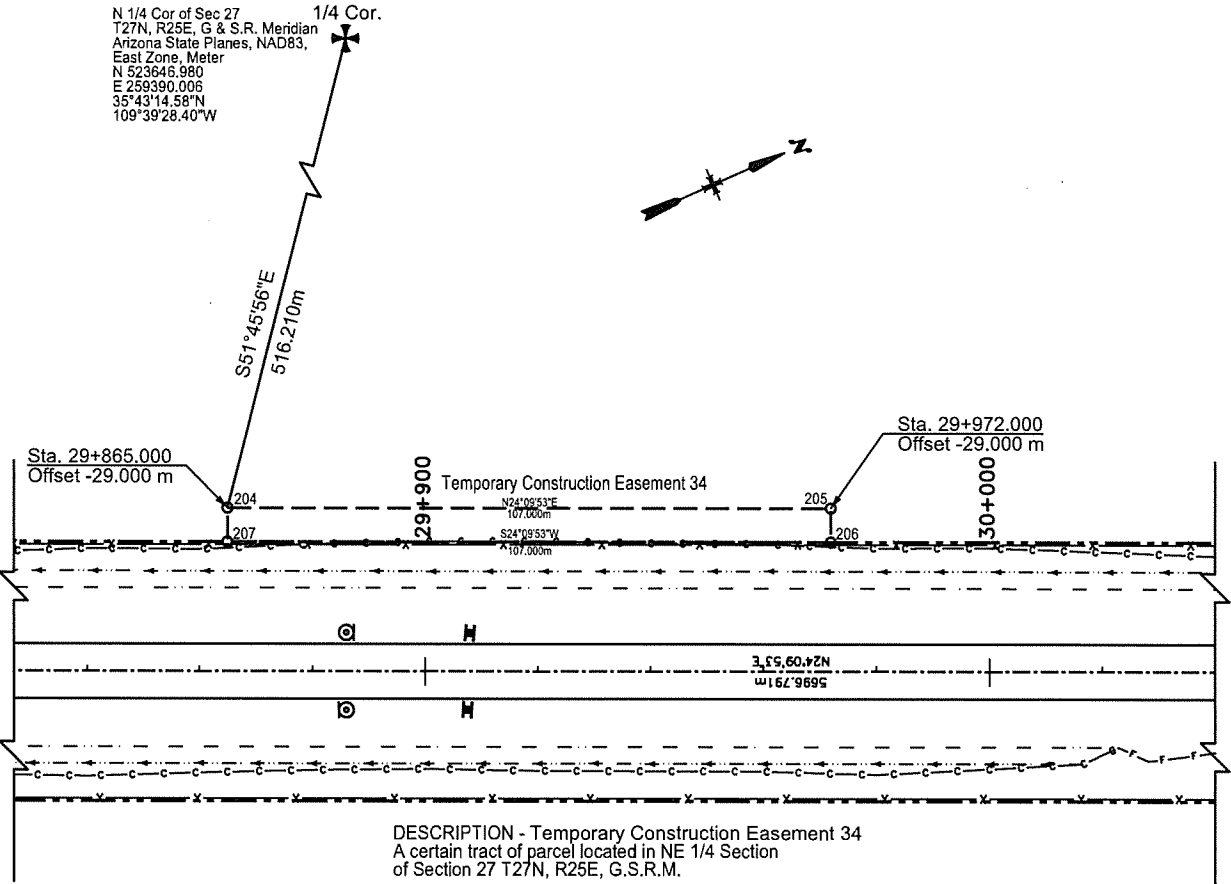 N 1/4 Cor of Sec 27
T27N, R25E, G & S.R. Meridian
Arizona State Planes, NAD83,
East Zone, Meter
N 523646.980
E 259390.006
35°43'14.58"N
109°39'28.40"W
1/4 Cor.
N
S51°45'56"E
516.210m
Sta. 29+865.000
Offset -29.000 m
Sta. 29+972.000
Offset -29.000 m
29+900
Temporary Construction Easement 34
30+000
204
N24°09'53"E
107.000m
205
207
S24°09'53"W
107.000m
206
N24°09'53"E
5696.791m
DESCRIPTION - Temporary Construction Easement 34
A certain tract of parcel located in NE 1/4 Section
of Section 27 T27N, R25E, G.S.R.M.